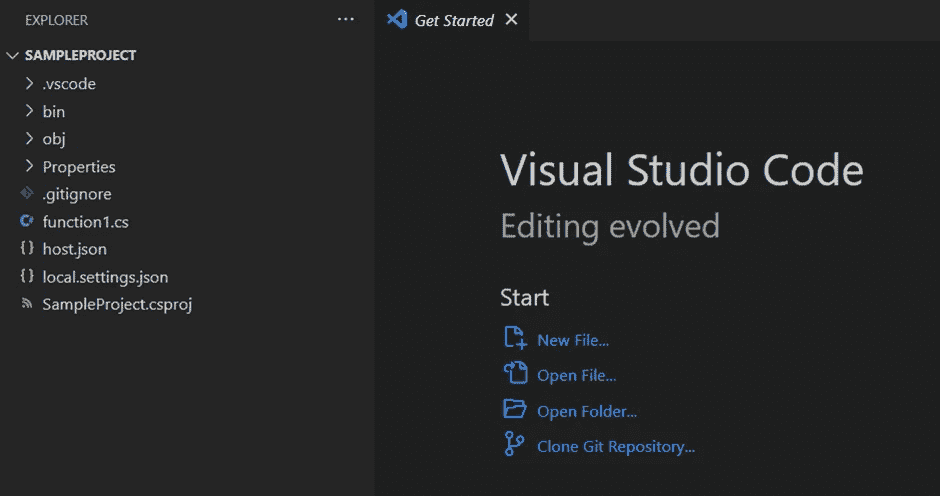 EXPLORER
SAMPLEPROJECT
.vscode
bin
obj
Properties
.gitignore
function1.cs
host.json
local.settings.json
SampleProject.csproj
Get Started
Visual Studio Code
Editing evolved
Start
New File...
Open File...
Open Folder...
Clone Git Repository...